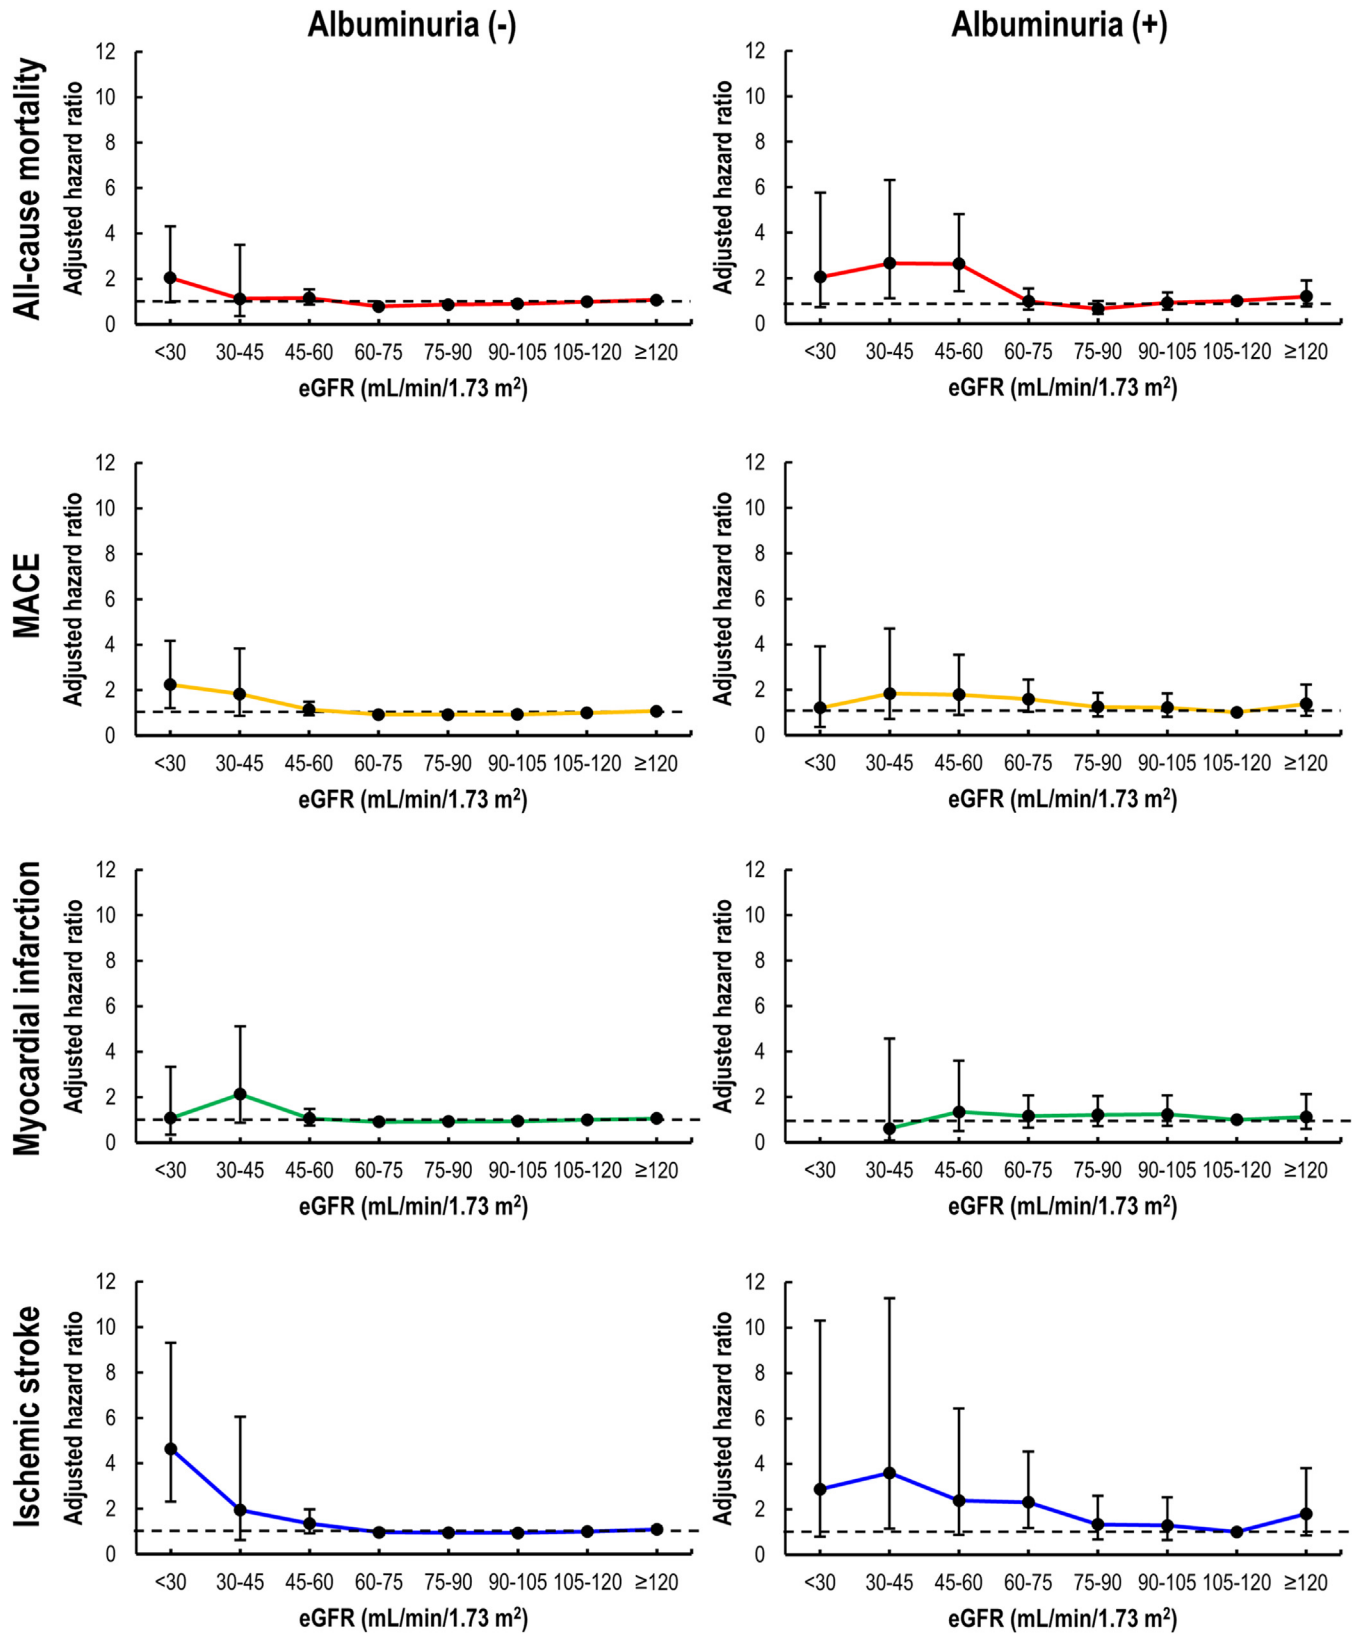 Albuminuria (-)
Albuminuria (+)
All-cause mortality
Adjusted hazard ratio
12
10
8
6
4
2
0
<30 30-45 45-60 60-75 75-90 90-105 105-120 ≥120
eGFR (mL/min/1.73 m²)
Adjusted hazard ratio
12
10
8
6
4
2
0
<30 30-45 45-60 60-75 75-90 90-105 105-120 ≥120
eGFR (mL/min/1.73 m²)
MACE
Adjusted hazard ratio
12
10
8
6
4
2
0
<30 30-45 45-60 60-75 75-90 90-105 105-120 ≥120
eGFR (mL/min/1.73 m²)
Adjusted hazard ratio
12
10
8
6
4
2
0
<30 30-45 45-60 60-75 75-90 90-105 105-120 ≥120
eGFR (mL/min/1.73 m²)
Myocardial infarction
Adjusted hazard ratio
12
10
8
6
4
2
0
<30 30-45 45-60 60-75 75-90 90-105 105-120 ≥120
eGFR (mL/min/1.73 m²)
Adjusted hazard ratio
12
10
8
6
4
2
0
<30 30-45 45-60 60-75 75-90 90-105 105-120 ≥120
eGFR (mL/min/1.73 m²)
Ischemic stroke
Adjusted hazard ratio
12
10
8
6
4
2
0
<30 30-45 45-60 60-75 75-90 90-105 105-120 ≥120
eGFR (mL/min/1.73 m²)
Adjusted hazard ratio
12
10
8
6
4
2
0
<30 30-45 45-60 60-75 75-90 90-105 105-120 ≥120
eGFR (mL/min/1.73 m²)